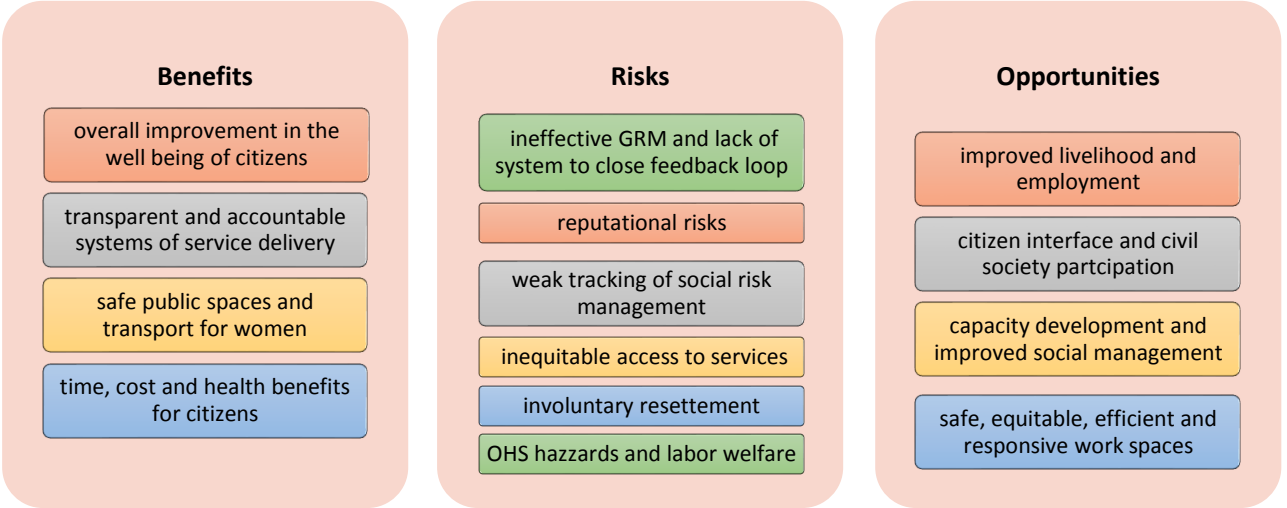 Benefits
overall improvement in the
well being of citizens
transparent and accountable
systems of service delivery
safe public spaces and
transport for women
time, cost and health benefits
for citizens
Risks
ineffective GRM and lack of
system to close feedback loop
reputational risks
weak tracking of social risk
management
inequitable access to services
involuntary resettement
OHS hazzards and labor welfare
Opportunities
improved livelihood and
employment
citizen interface and civil
society partcipation
capacity development and
improved social management
safe, equitable, efficient and
responsive work spaces